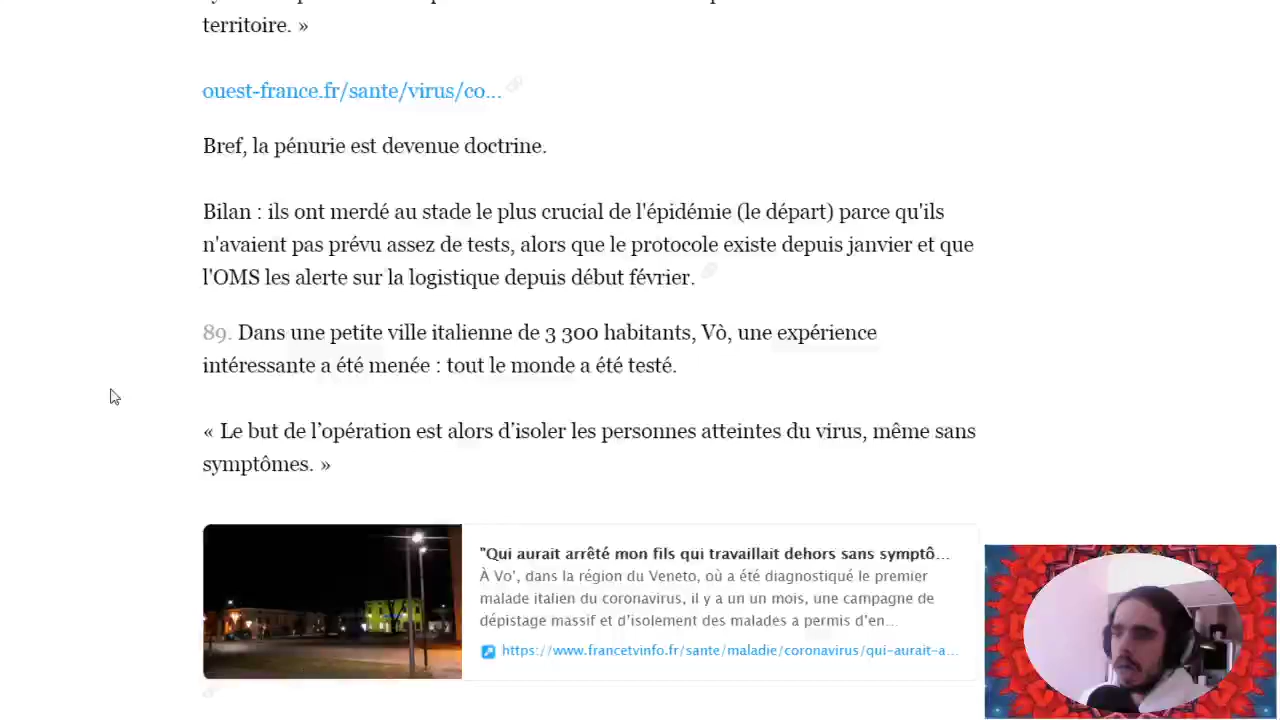 territoire. »
ouest-france.fr/sante/virus/co...
Bref, la pénurie est devenue doctrine.
Bilan : ils ont merdé au stade le plus crucial de l'épidémie (le départ) parce qu'ils
n'avaient pas prévu assez de tests, alors que le protocole existe depuis janvier et que
l'OMS les alerte sur la logistique depuis début février.
89. Dans une petite ville italienne de 3 300 habitants, Vò, une expérience
intéressante a été menée : tout le monde a été testé.
« Le but de l’opération est alors d’isoler les personnes atteintes du virus, même sans
symptômes. »
"Qui aurait arrêté mon fils qui travaillait dehors sans symptô...
À Vo’, dans la région du Veneto, où a été diagnostiqué le premier
malade italien du coronavirus, il y a un un mois, une campagne de
dépistage massif et d’isolement des malades a permis d’en...
https://www.francetvinfo.fr/sante/maladie/coronavirus/qui-aurait-a...